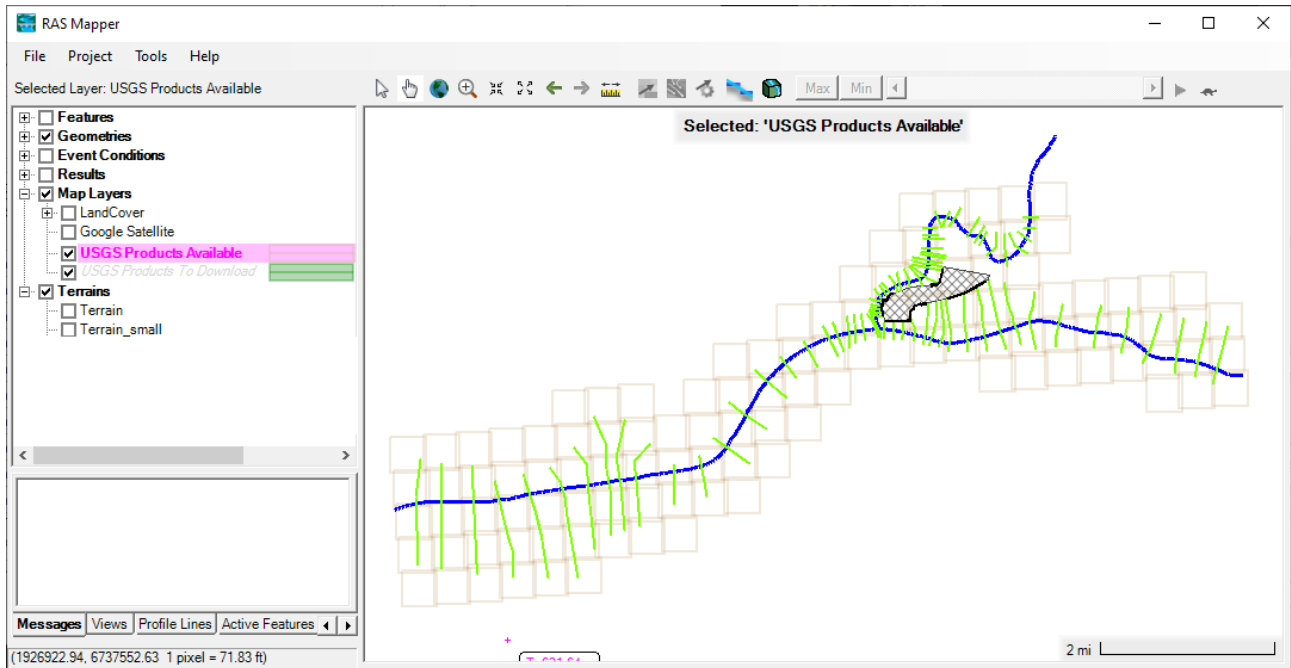 RAS Mapper
File Project Tools Help
Selected Layer: USGS Products Available
Max Min
Features
Geometries
Event Conditions
Results
Map Layers
LandCover
Google Satellite
USGS Products Available
USGS Products To Download
Terrains
Terrain
Terrain_small
Selected: 'USGS Products Available'
Messages Views Profile Lines Active Features
(1926922.94, 6737552.63 1 pixel = 71.83 ft)
2 mi